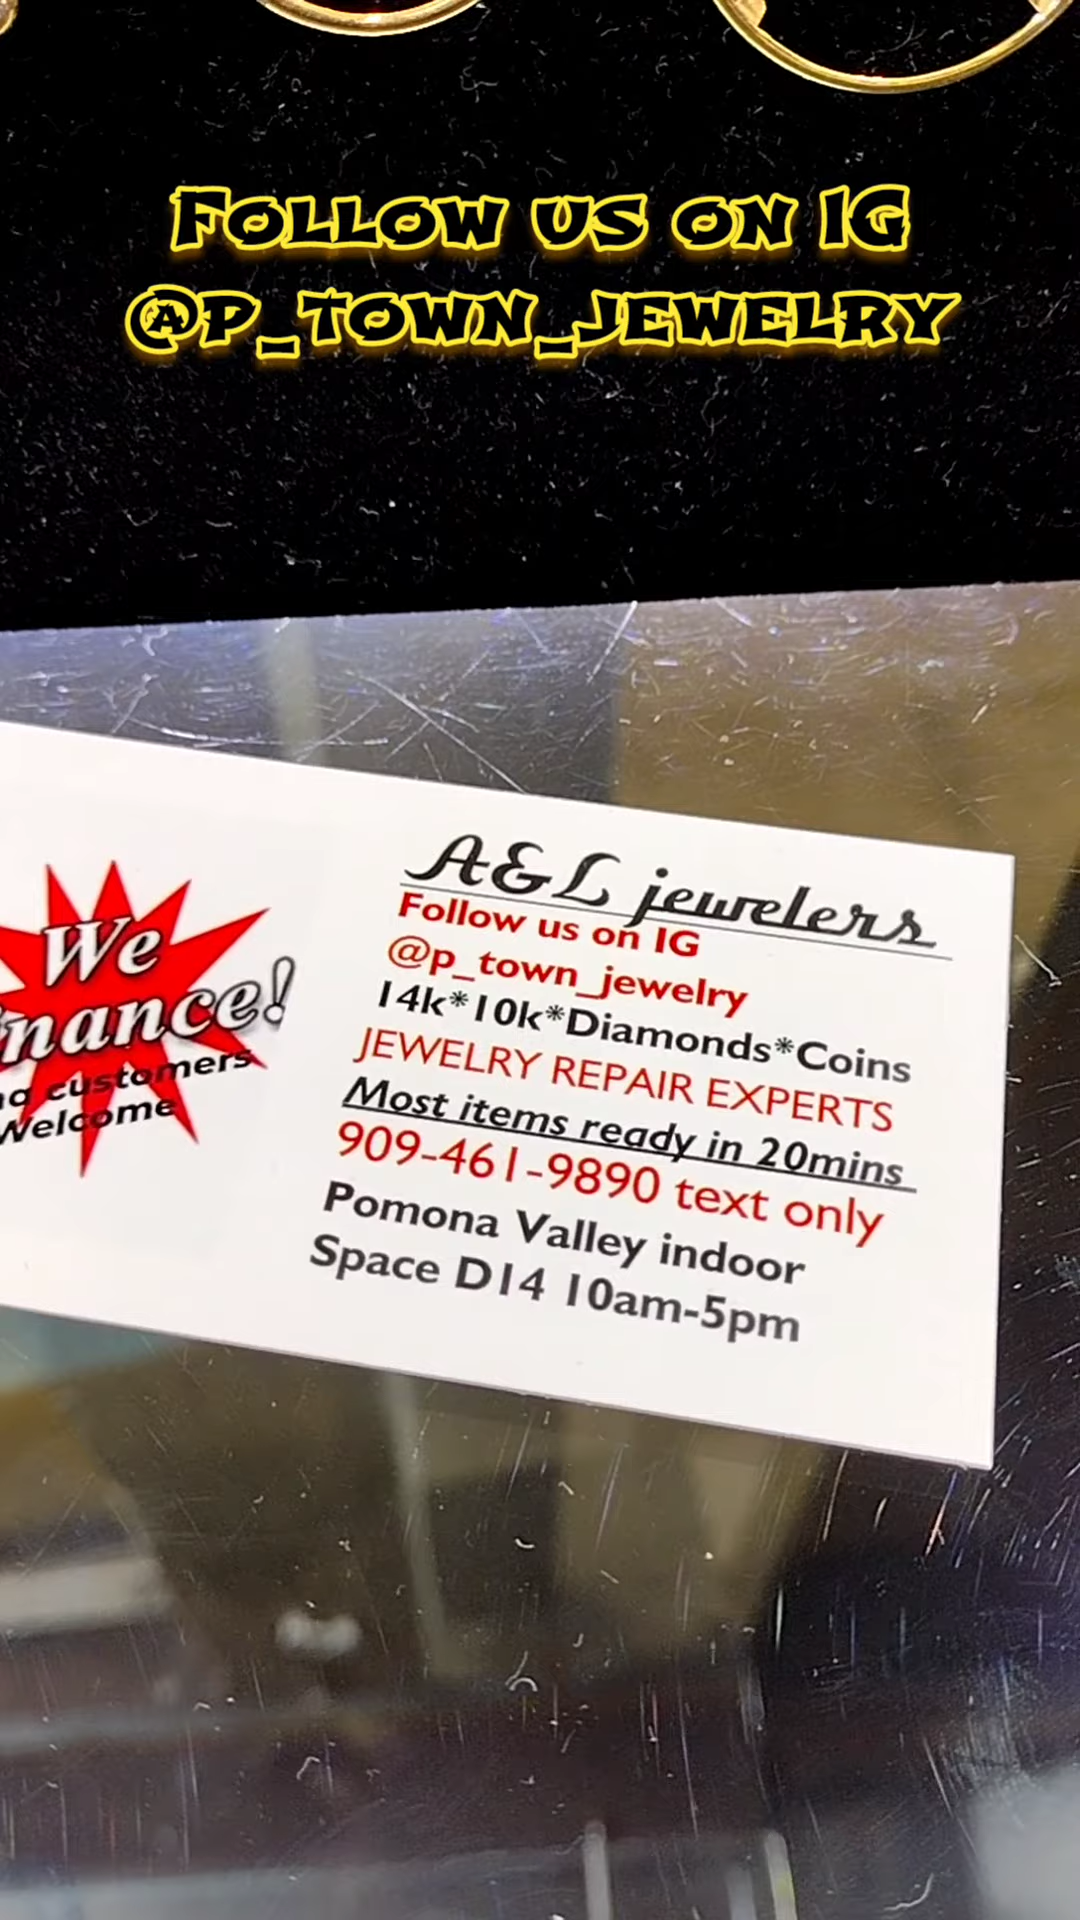 Follow us on IG
@p_town_jewelry
A&L jewelers
Follow us on IG
@p_town_jewelry
14k*10k*Diamonds*Coins
JEWELRY REPAIR EXPERTS
Most items ready in 20mins
909-461-9890 text only
Pomona Valley indoor
Space D14 10am-5pm
We
nance!
customers
Welcome